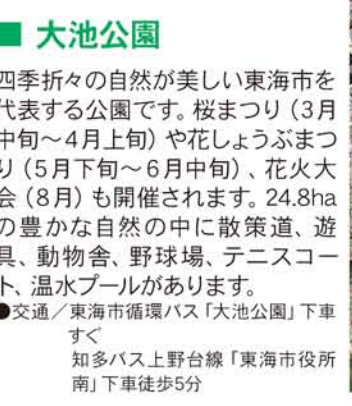 ■ 大池公園
四季折々の自然が美しい東海市を
代表する公園です。桜まつり（3月
中旬～4月上旬）や花しょうぶまつ
り（5月下旬～6月中旬）、花火大
会（8月）も開催されます。24.8ha
の豊かな自然の中に散策道、遊
具、動物舎、野球場、テニスコー
ト、温水プールがあります。
●交通／東海市循環バス「大池公園」下車
すぐ
知多バス上野台線「東海市役所
南」下車徒歩5分